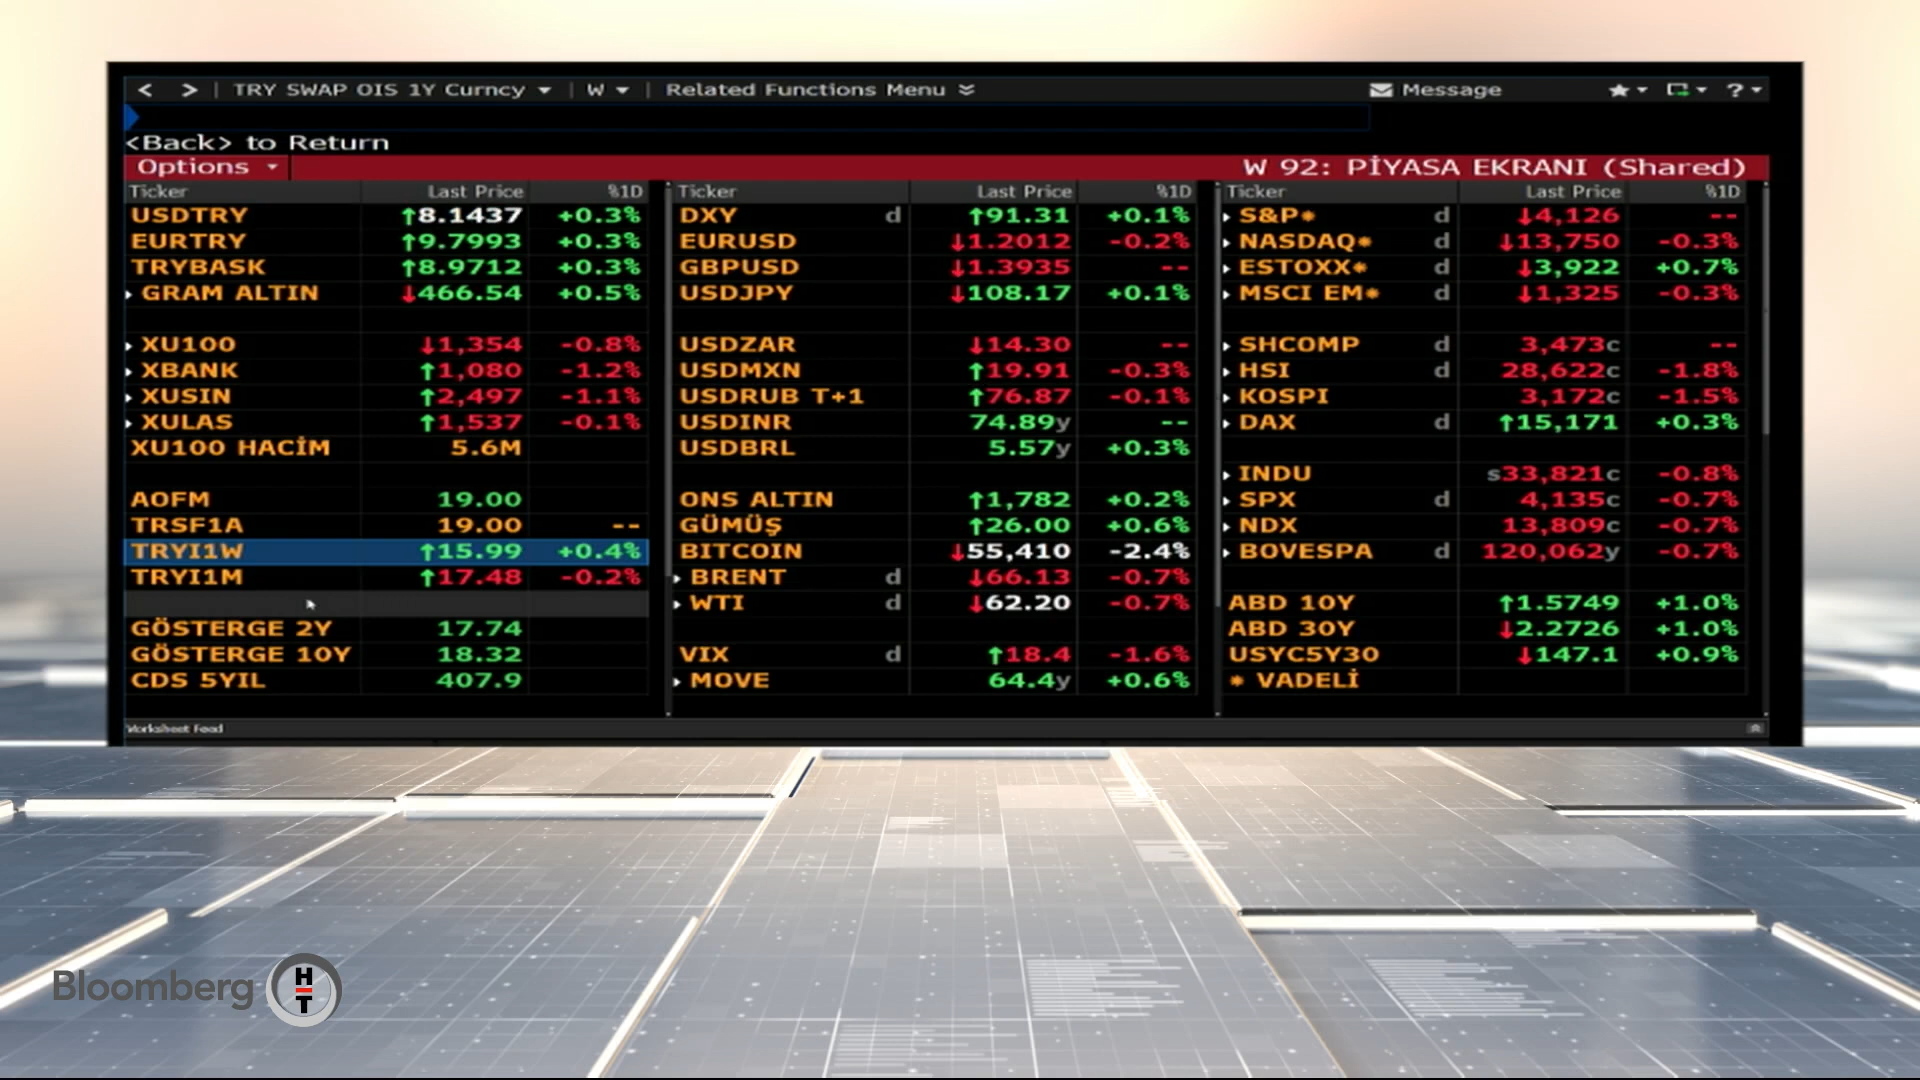 < > | TRY SWAP OIS 1Y Curncy | W | Related Functions Menu Message ?
<Back> to Return
Options W 92: PİYASA EKRANI (Shared)
Ticker Last Price %1D Ticker Last Price %1D Ticker Last Price %1D
USDTRY ↑8.1437 +0.3% DXY d ↑91.31 +0.1% S&P* d ↓4,126 --
EURTRY ↑9.7993 +0.3% EURUSD ↓1.2012 -0.2% NASDAQ* d ↓13,750 -0.3%
TRYBASK ↑8.9712 +0.3% GBPUSD ↓1.3935 -- ESTOXX* d ↓3,922 +0.7%
GRAM ALTIN ↓466.54 +0.5% USDJPY ↓108.17 +0.1% MSCI EM* d ↓1,325 -0.3%
XU100 ↓1,354 -0.8% USDZAR ↓14.30 -- SHCOMP d 3,473c --
XBANK ↑1,080 -1.2% USDMXN ↑19.91 -0.3% HSI d 28,622c -1.8%
XUSIN ↑2,497 -1.1% USDRUB T+1 ↑76.87 -0.1% KOSPI 3,172c -1.5%
XULAS ↑1,537 -0.1% USDINR 74.89y -- DAX d ↑15,171 +0.3%
XU100 HACİM 5.6M USDBRL 5.57y +0.3%
INDU s33,821c -0.8%
AOFM 19.00 ONS ALTIN ↑1,782 +0.2% SPX d 4,135c -0.7%
TRSF1A 19.00 -- GÜMÜŞ ↑26.00 +0.6% NDX 13,809c -0.7%
TRYI1W ↑15.99 +0.4% BITCOIN ↓55,410 -2.4% BOVESPA d 120,062y -0.7%
TRYI1M ↑17.48 -0.2% BRENT d ↓66.13 -0.7%
WTI d ↓62.20 -0.7% ABD 10Y ↑1.5749 +1.0%
GÖSTERGE 2Y 17.74 ABD 30Y ↓2.2726 +1.0%
GÖSTERGE 10Y 18.32 VIX d ↑18.4 -1.6% USYC5Y30 ↓147.1 +0.9%
CDS 5YIL 407.9 MOVE 64.4y +0.6% * VADELİ
Worksheet Feed
Bloomberg HT